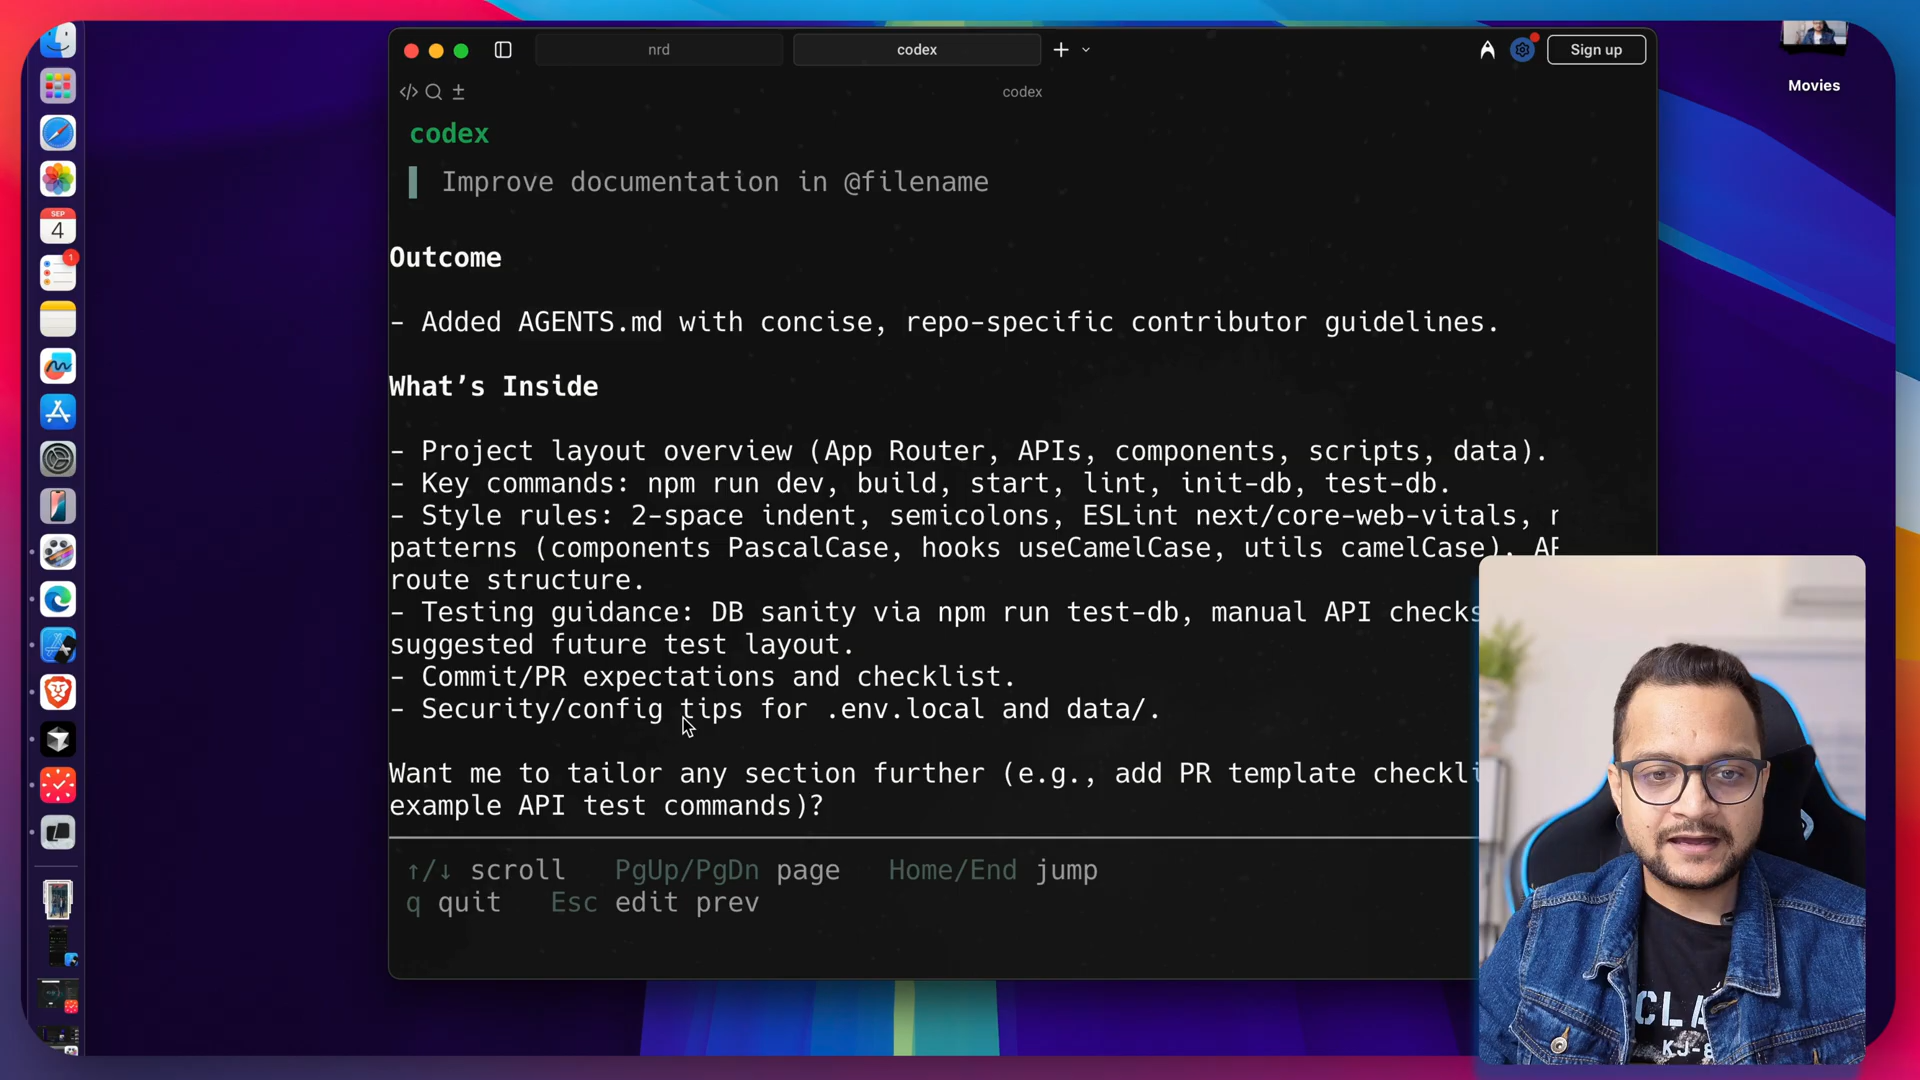 nrd
codex
Sign up
codex
Movies
codex
Improve documentation in @filename
Outcome
- Added AGENTS.md with concise, repo-specific contributor guidelines.
What's Inside
- Project layout overview (App Router, APIs, components, scripts, data).
- Key commands: npm run dev, build, start, lint, init-db, test-db.
- Style rules: 2-space indent, semicolons, ESLint next/core-web-vitals,
patterns (components PascalCase, hooks useCamelCase, utils camelCase),
route structure.
- Testing guidance: DB sanity via npm run test-db, manual API checks
suggested future test layout.
- Commit/PR expectations and checklist.
- Security/config tips for .env.local and data/.
Want me to tailor any section further (e.g., add PR template
example API test commands)?
↑/↓ scroll PgUp/PgDn page Home/End jump
q quit Esc edit prev
SEP
4
1
CLA
KJ-8